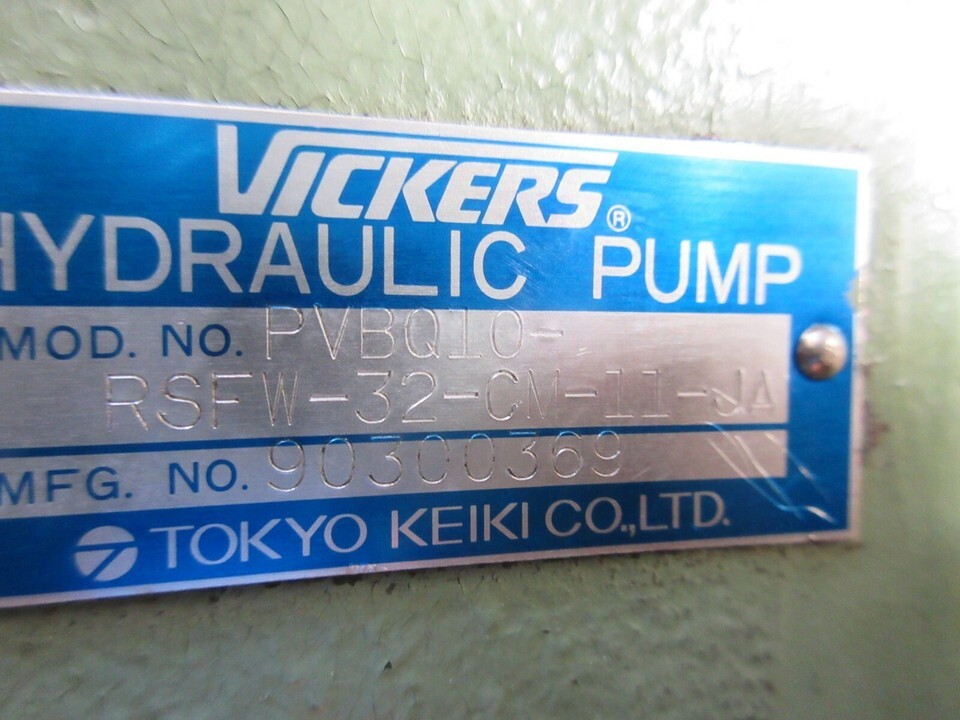 VICKERS®
HYDRAULIC PUMP
MOD. NO. PVBQ10-
RSFW-32-CM-11-JA
MFG. NO. 90300369
TOKYO KEIKI CO.,LTD.